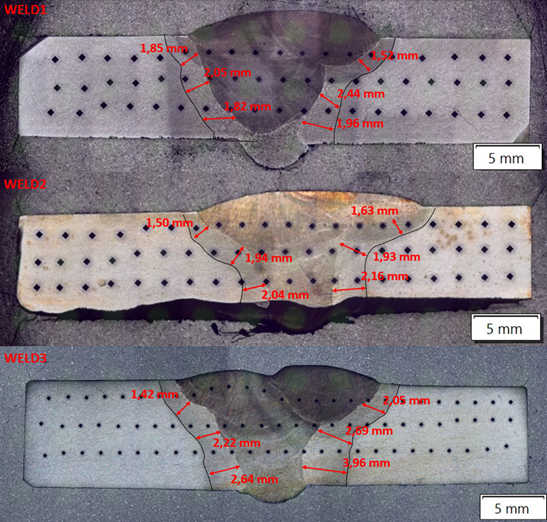 WELD1
1,85 mm
1,53 mm
2,05 mm
2,44 mm
1,82 mm
1,96 mm
5 mm
WELD2
1,50 mm
1,63 mm
1,94 mm
1,93 mm
2,16 mm
2,04 mm
5 mm
WELD3
1,42 mm
2,05 mm
2,22 mm
2,69 mm
2,64 mm
3,96 mm
5 mm